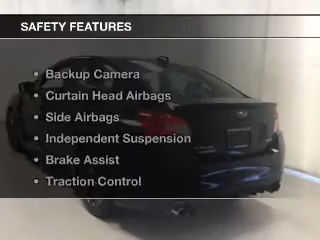 SAFETY FEATURES
• Backup Camera
• Curtain Head Airbags
• Side Airbags
• Independent Suspension
• Brake Assist
• Traction Control